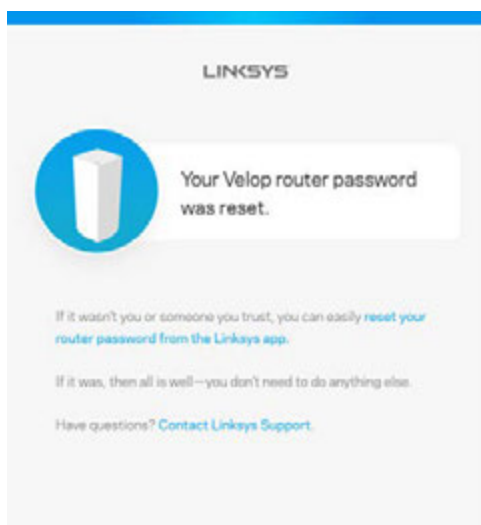 LINKSYS
Your Velop router password
was reset.
If it wasn't you or someone you trust, you can easily reset your
router password from the Linksys app.
If it was, then all is well—you don't need to do anything else.
Have questions? Contact Linksys Support.